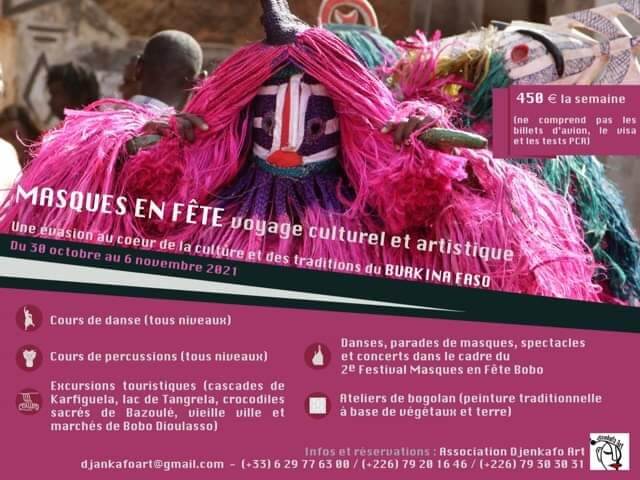 450 € la semaine
(ne comprend pas les
billets d'avion, le visa
et les tests PCR)
MASQUES EN FÊTE voyage culturel et artistique
Une évasion au coeur de la culture et des traditions du BURKINA FASO
Du 30 octobre au 6 novembre 2021
Cours de danse (tous niveaux)
Cours de percussions (tous niveaux)
Excursions touristiques (cascades de
Karfiguela, lac de Tangrela, crocodiles
sacrés de Bazoulé, vieille ville et
marchés de Bobo Dioulasso)
Danses, parades de masques, spectacles
et concerts dans le cadre du
2e Festival Masques en Fête Bobo
Ateliers de bogolan (peinture traditionnelle
à base de végétaux et terre)
Infos et réservations : Association Djenkafo Art
djankafoart@gmail.com - (+33) 6 29 77 63 00 / (+226) 79 20 16 46 / (+226) 79 30 30 31
djenkafo Art